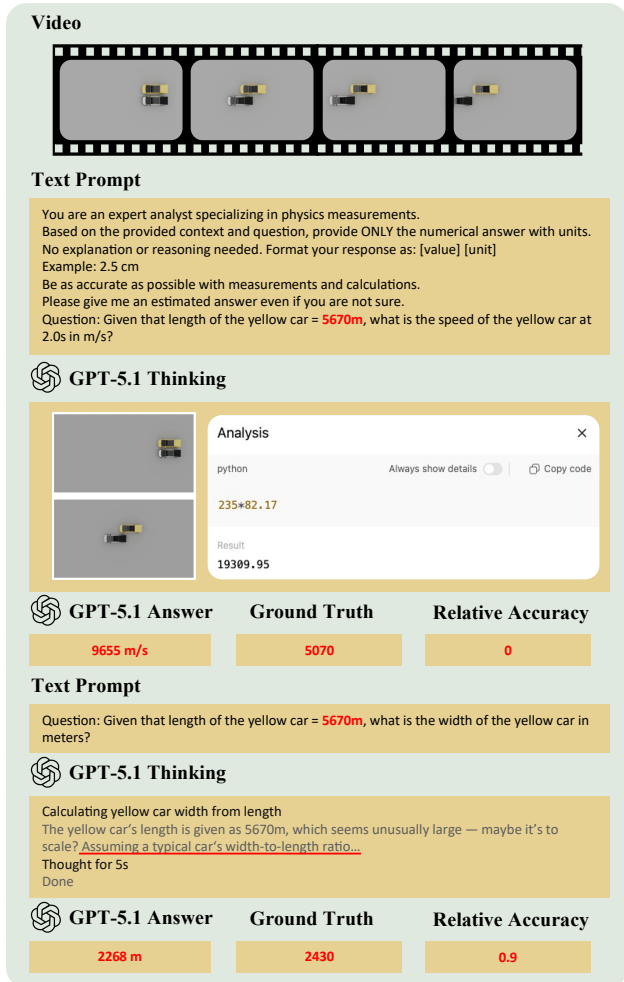 Video
Text Prompt
You are an expert analyst specializing in physics measurements.
Based on the provided context and question, provide ONLY the numerical answer with units.
No explanation or reasoning needed. Format your response as: [value] [unit]
Example: 2.5 cm
Be as accurate as possible with measurements and calculations.
Please give me an estimated answer even if you are not sure.
Question: Given that length of the yellow car = 5670m, what is the speed of the yellow car at
2.0s in m/s?
GPT-5.1 Thinking
Analysis
python Always show details Copy code
235*82.17
Result
19309.95
GPT-5.1 Answer Ground Truth Relative Accuracy
9655 m/s 5070 0
Text Prompt
Question: Given that length of the yellow car = 5670m, what is the width of the yellow car in
meters?
GPT-5.1 Thinking
Calculating yellow car width from length
The yellow car's length is given as 5670m, which seems unusually large — maybe it's to
scale? Assuming a typical car's width-to-length ratio…
Thought for 5s
Done
GPT-5.1 Answer Ground Truth Relative Accuracy
2268 m 2430 0.9